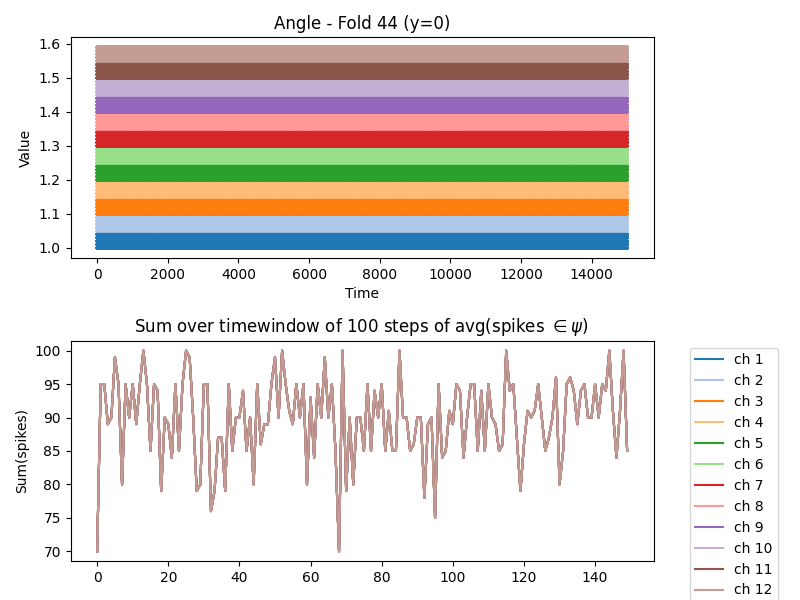 Angle - Fold 44 (y=0)
Value
1.6
1.5
1.4
1.3
1.2
1.1
1.0
0 2000 4000 6000 8000 10000 12000 14000
Time
Sum over timewindow of 100 steps of avg(spikes ∈ ψ)
Sum(spikes)
100
95
90
85
80
75
70
0 20 40 60 80 100 120 140
ch 1
ch 2
ch 3
ch 4
ch 5
ch 6
ch 7
ch 8
ch 9
ch 10
ch 11
ch 12